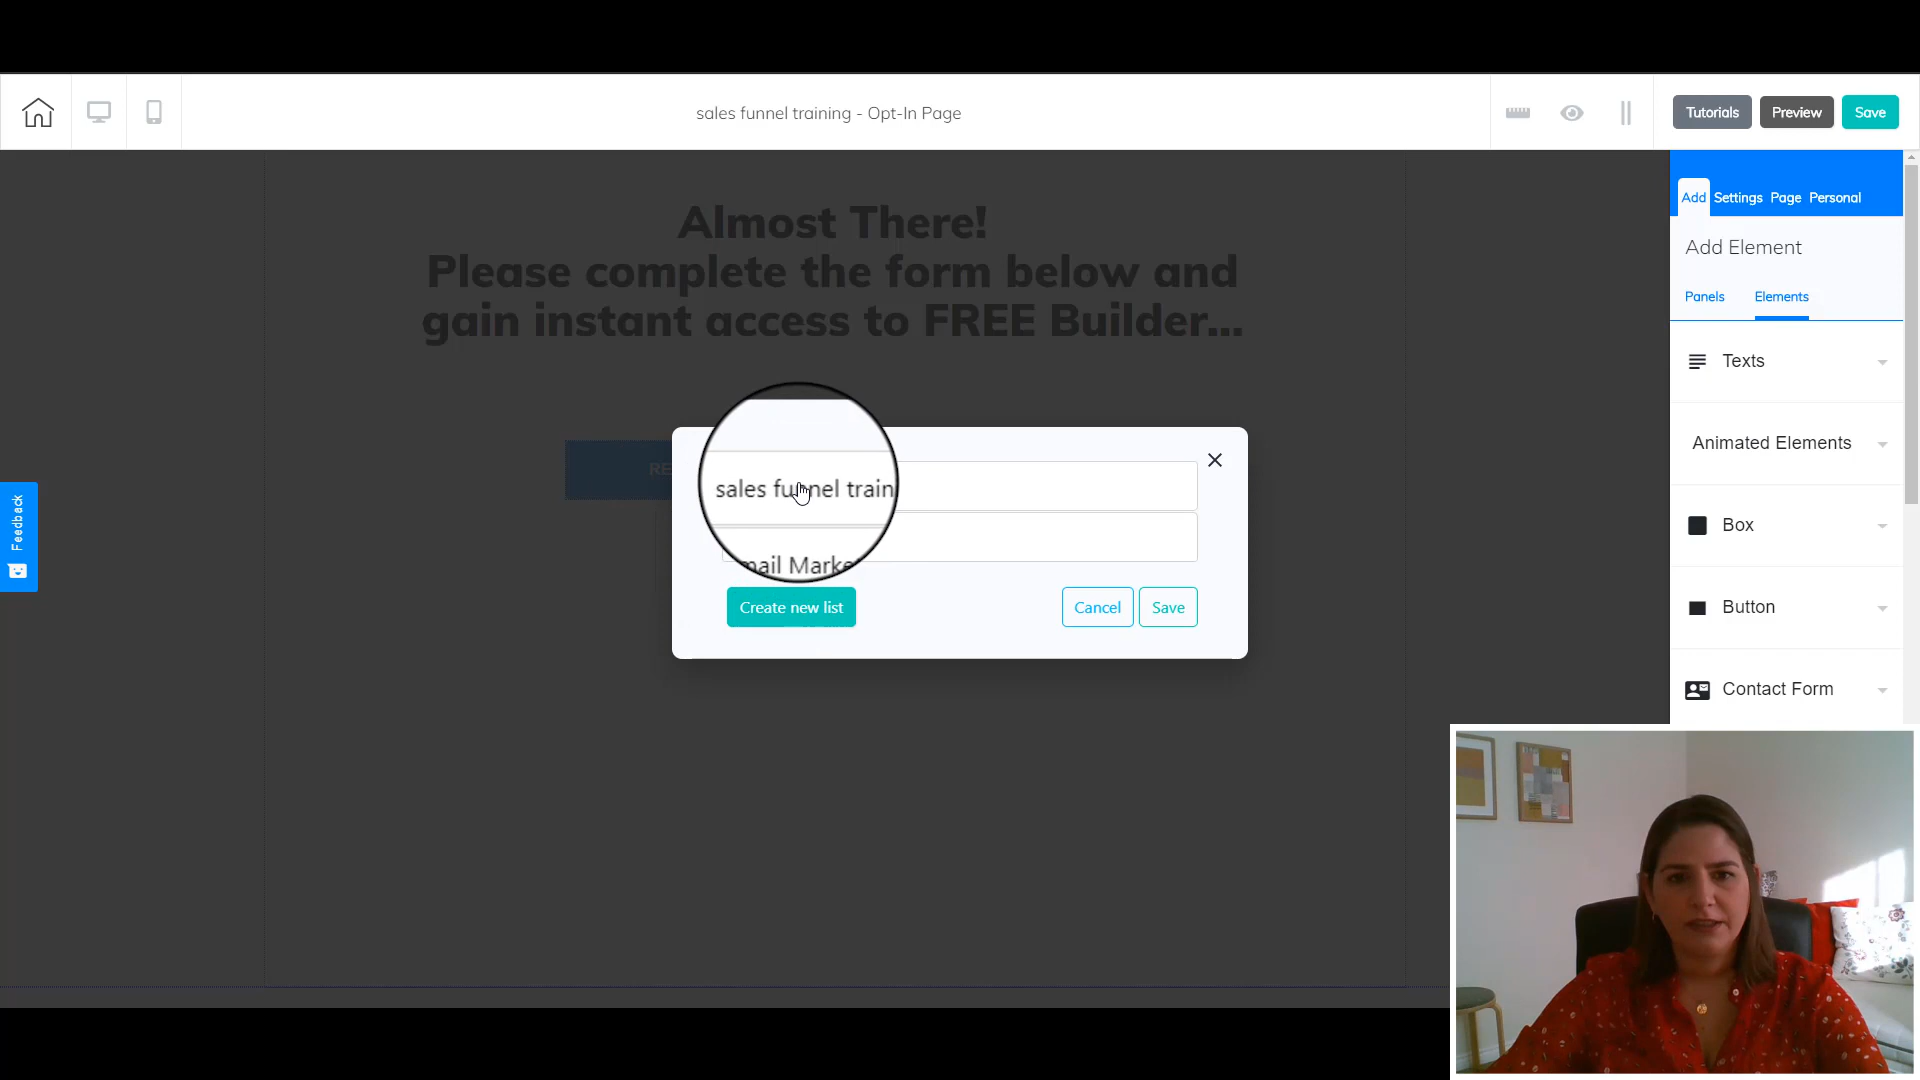 sales funnel training - Opt-In Page
Tutorials
Preview
Save
Add
Settings
Page
Personal
Add Element
Panels
Elements
Texts
Animated Elements
Box
Button
Contact Form
Almost There!
Please complete the form below and
gain instant access to FREE Builder...
RE
sales funnel train
mail Marke
Create new list
Cancel
Save
Feedback